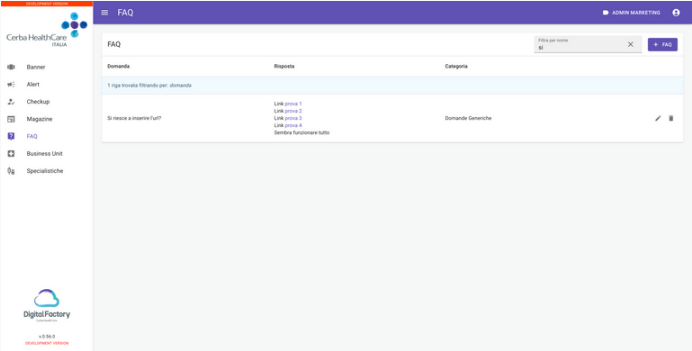 DEVELOPMENT VERSION
Cerba HealthCare
ITALIA
FAQ
ADMIN MARKETING
Banner
Alert
Checkup
Magazine
FAQ
Business Unit
Specialistiche
FAQ
Filtra per nome
si
+ FAQ
Domanda Risposta Categoria
1 riga trovata filtrando per: domanda
Si riesce a inserire l'url?
Link prova 1
Link prova 2
Link prova 3
Link prova 4
Sembra funzionare tutto
Domande Generiche
Digital Factory
v.0.56.0
DEVELOPMENT VERSION